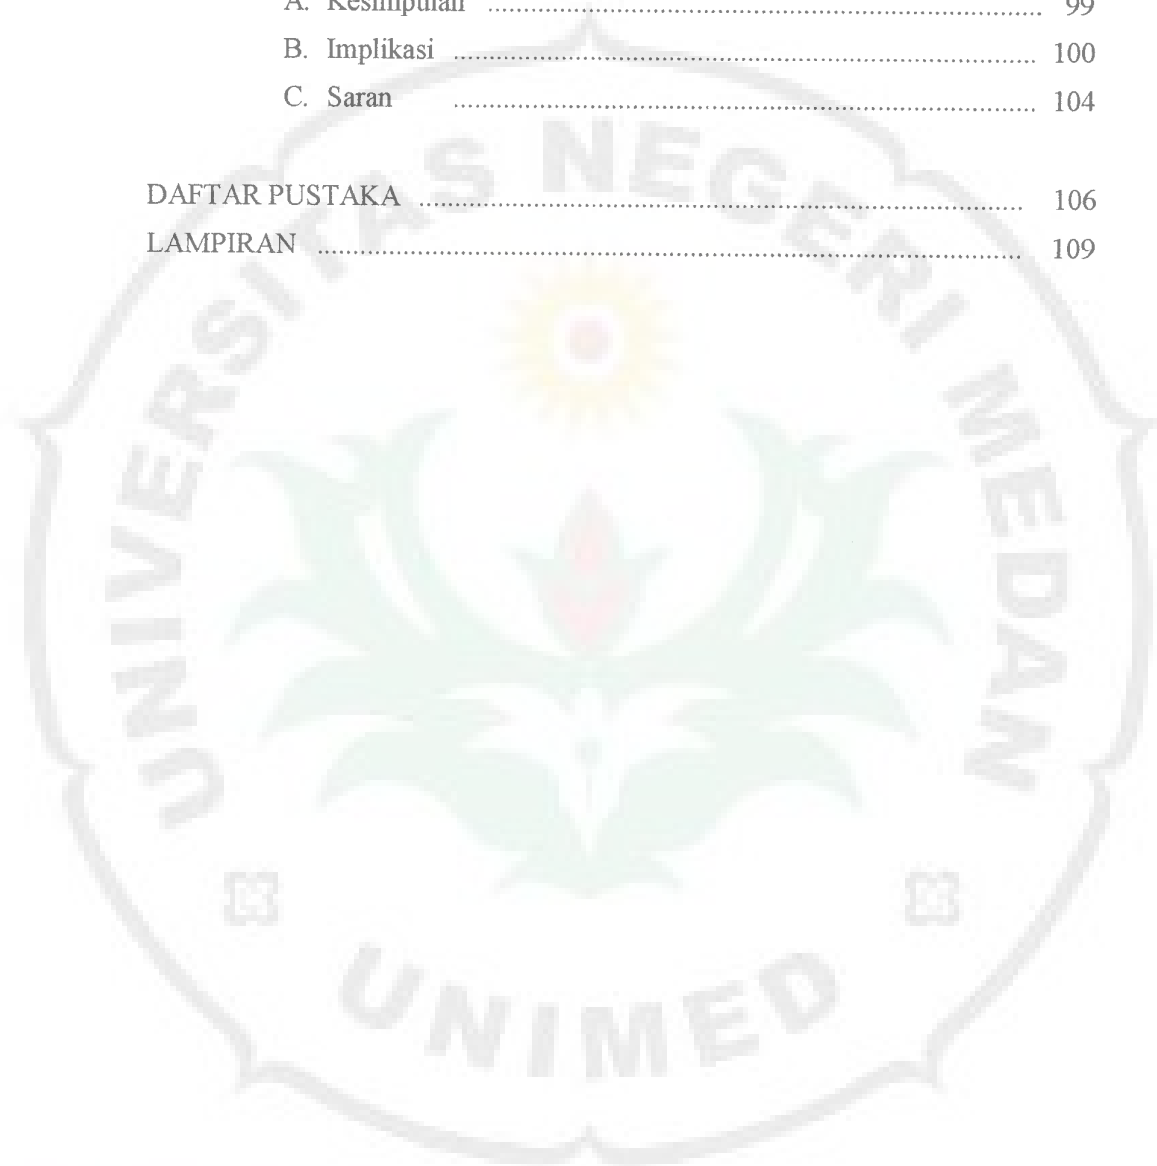 A. Kesimpulan ........................................................................ 99
B. Implikasi ........................................................................ 100
C. Saran ........................................................................ 104
DAFTAR PUSTAKA ........................................................................ 106
LAMPIRAN ........................................................................ 109
UNIVERSITAS NEGERI MEDAN
UNIMED